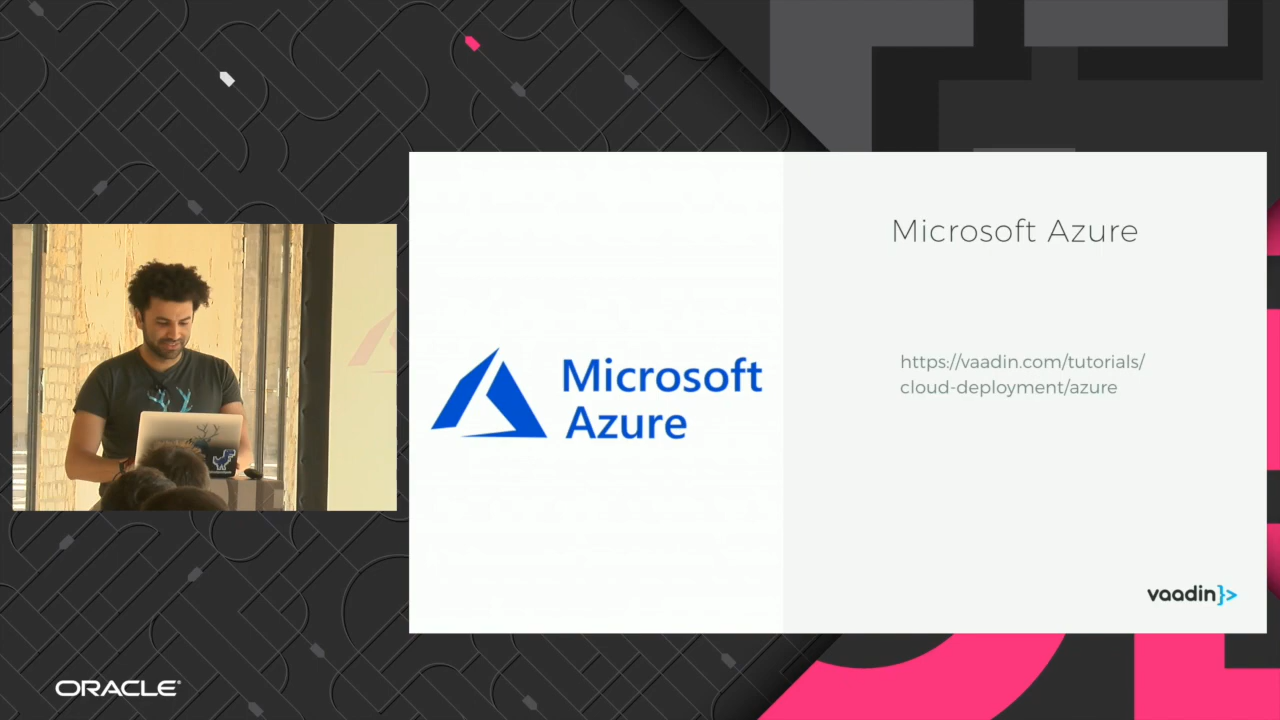 Microsoft
Azure
Microsoft Azure
https://vaadin.com/tutorials/
cloud-deployment/azure
vaadin}>
ORACLE®